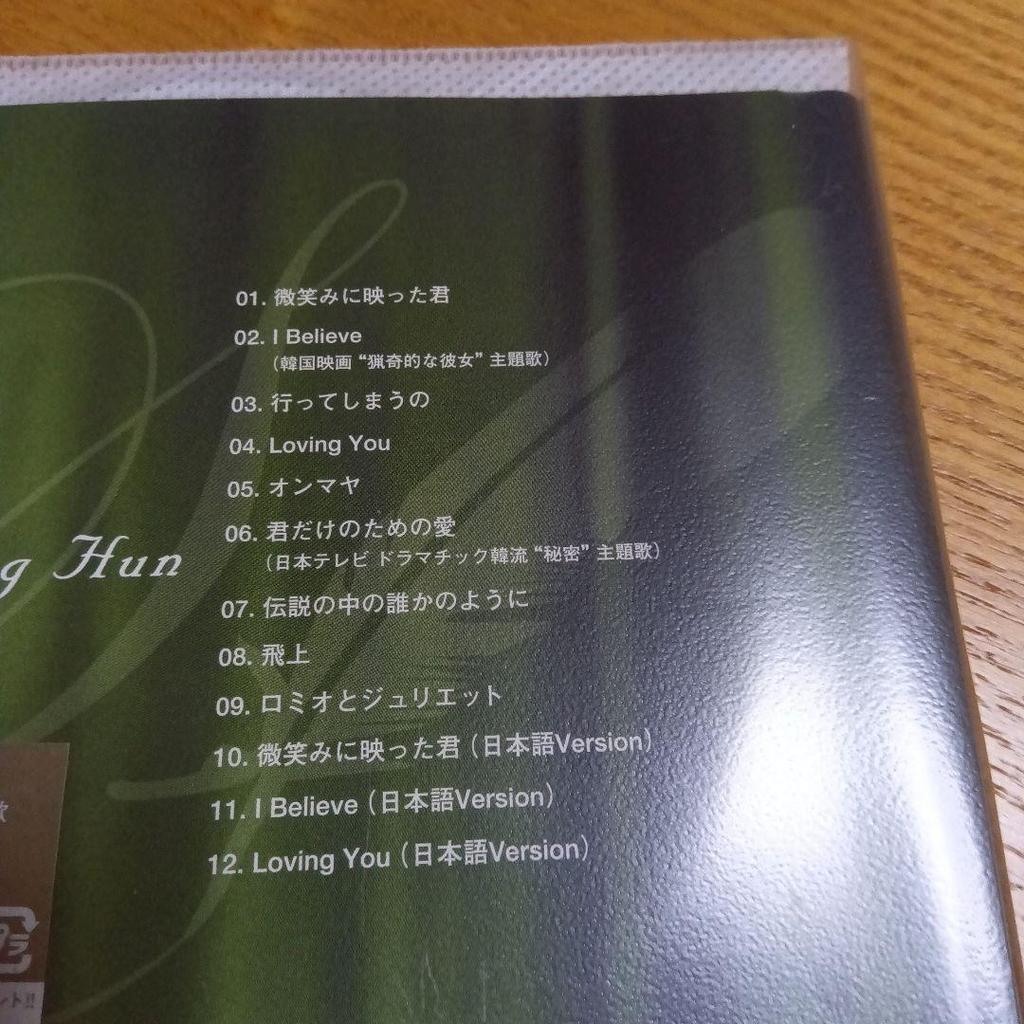 01. 微笑みに映った君
02. I Believe
(韓国映画 “猟奇的な彼女” 主題歌)
03. 行ってしまうの
04. Loving You
05. オンマヤ
06. 君だけのための愛
(日本テレビ ドラマチック韓流 “秘密” 主題歌)
g Hun
07. 伝説の中の誰かのように
08. 飛上
09. ロミオとジュリエット
10. 微笑みに映った君 (日本語Version)
11. I Believe (日本語Version)
12. Loving You (日本語Version)
歌
プラ
ント!!